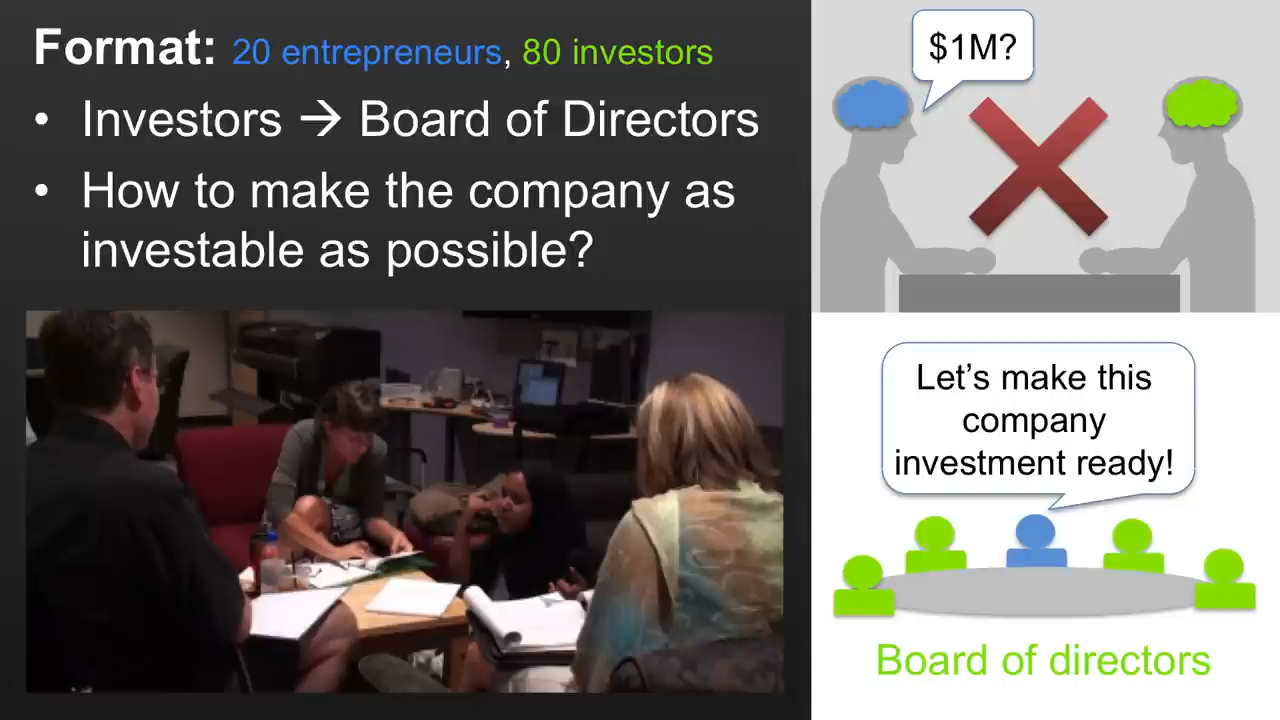 Format: 20 entrepreneurs, 80 investors
• Investors → Board of Directors
• How to make the company as
investable as possible?
$1M?
Let’s make this
company
investment ready!
Board of directors